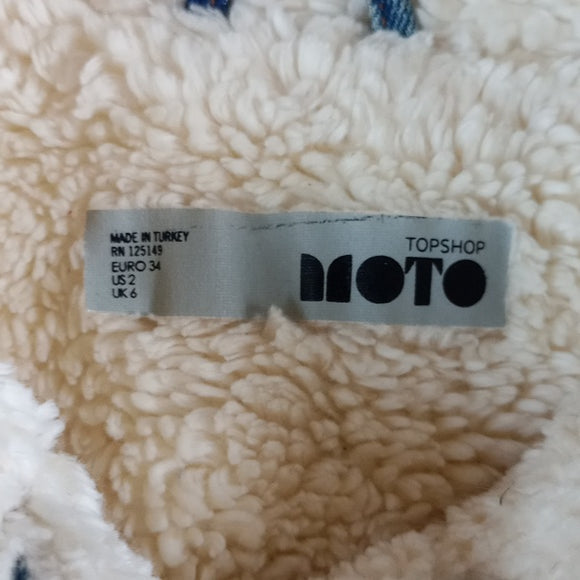 MADE IN TURKEY
RN 125149
EURO 34
US 2
UK 6
TOPSHOP
MOTO